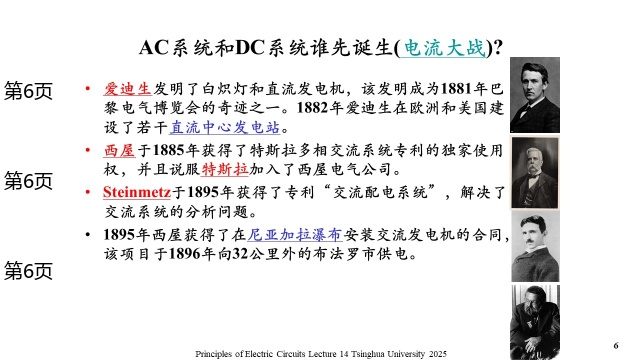 AC系统和DC系统谁先诞生(电流大战)?
第6页
• 爱迪生发明了白炽灯和直流发电机，该发明成为1881年巴
黎电气博览会的奇迹之一。1882年爱迪生在欧洲和美国建
设了若干直流中心发电站。
• 西屋于1885年获得了特斯拉多相交流系统专利的独家使用
第6页
权，并且说服特斯拉加入了西屋电气公司。
• Steinmetz于1895年获得了专利“交流配电系统”，解决了
交流系统的分析问题。
• 1895年西屋获得了在尼亚加拉瀑布安装交流发电机的合同，
该项目于1896年向32公里外的布法罗市供电。
第6页
Principles of Electric Circuits Lecture 14 Tsinghua University 2025
6